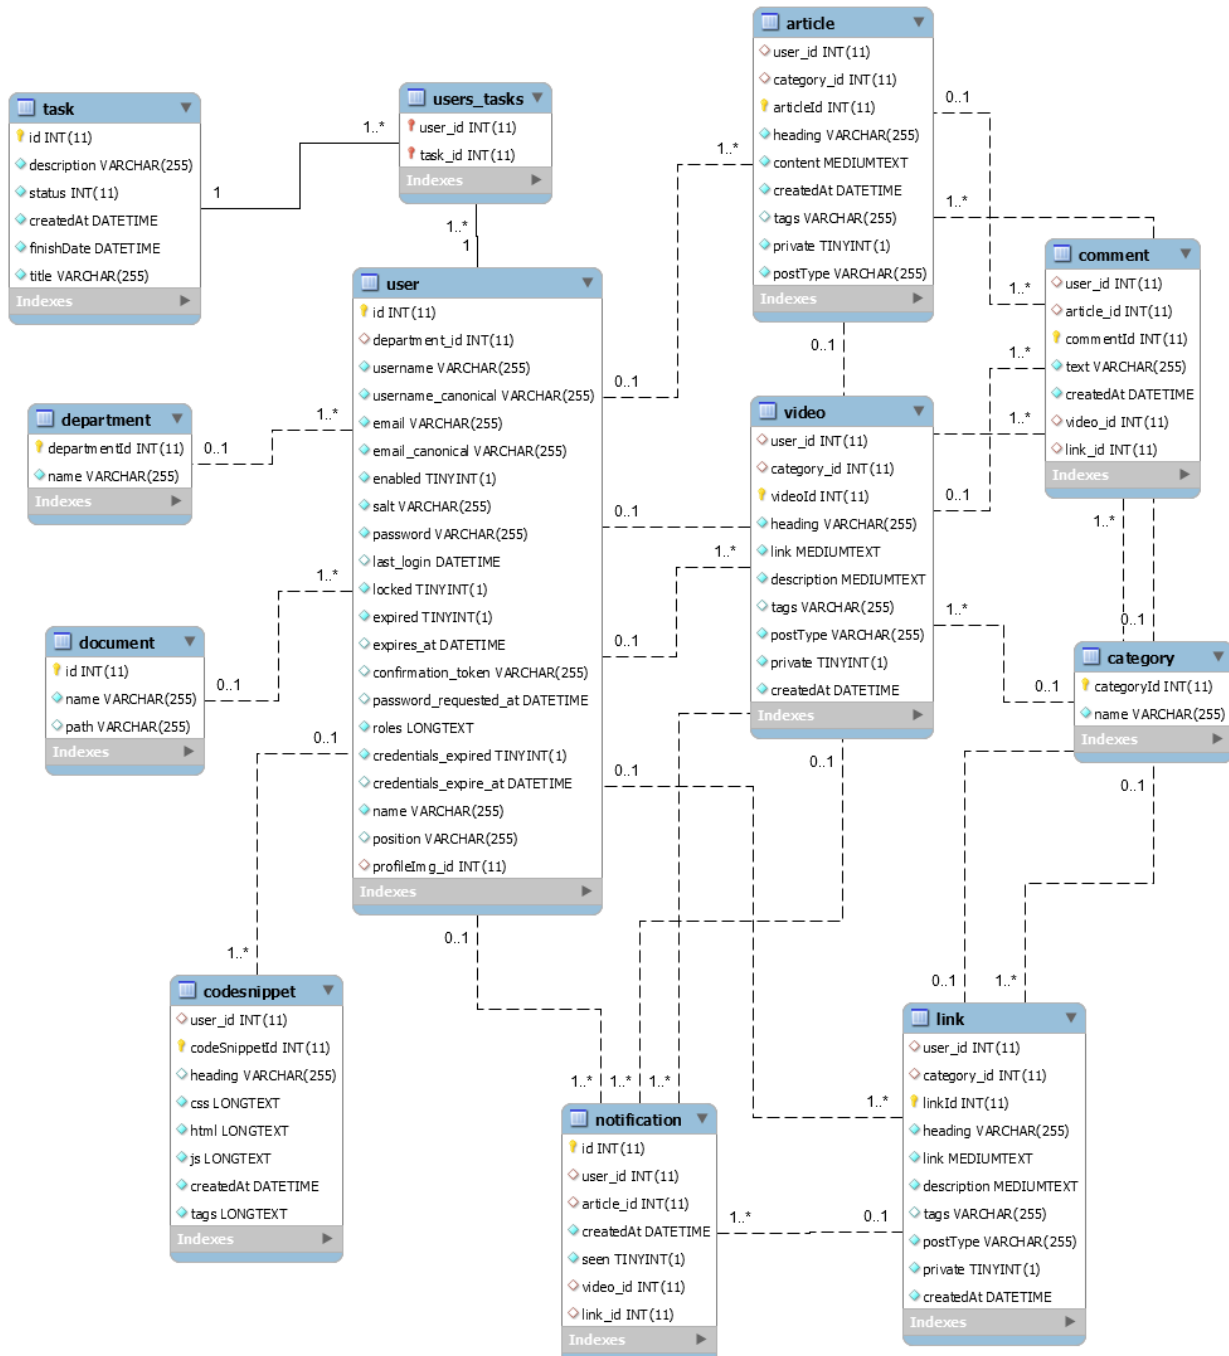 task
id INT(11)
description VARCHAR(255)
status INT(11)
createdAt DATETIME
finishDate DATETIME
title VARCHAR(255)
Indexes
1
1..*
users_tasks
user_id INT(11)
task_id INT(11)
Indexes
1..*
1
article
user_id INT(11)
category_id INT(11)
articleId INT(11)
heading VARCHAR(255)
content MEDIUMTEXT
createdAt DATETIME
tags VARCHAR(255)
private TINYINT(1)
postType VARCHAR(255)
Indexes
1..*
0..1
1..*
0..1
comment
user_id INT(11)
article_id INT(11)
commentId INT(11)
text VARCHAR(255)
createdAt DATETIME
video_id INT(11)
link_id INT(11)
Indexes
1..*
1..*
1..*
1..*
user
id INT(11)
department_id INT(11)
username VARCHAR(255)
username_canonical VARCHAR(255)
email VARCHAR(255)
email_canonical VARCHAR(255)
enabled TINYINT(1)
salt VARCHAR(255)
password VARCHAR(255)
last_login DATETIME
locked TINYINT(1)
expired TINYINT(1)
expires_at DATETIME
confirmation_token VARCHAR(255)
password_requested_at DATETIME
roles LONGTEXT
credentials_expired TINYINT(1)
credentials_expire_at DATETIME
name VARCHAR(255)
position VARCHAR(255)
profileImg_id INT(11)
Indexes
1..*
1..*
0..1
0..1
0..1
0..1
0..1
0..1
department
departmentId INT(11)
name VARCHAR(255)
Indexes
0..1
document
id INT(11)
name VARCHAR(255)
path VARCHAR(255)
Indexes
0..1
video
user_id INT(11)
category_id INT(11)
videoId INT(11)
heading VARCHAR(255)
link MEDIUMTEXT
description MEDIUMTEXT
tags VARCHAR(255)
postType VARCHAR(255)
private TINYINT(1)
createdAt DATETIME
Indexes
1..*
0..1
1..*
0..1
category
categoryId INT(11)
name VARCHAR(255)
Indexes
0..1
0..1
0..1
codesnippet
user_id INT(11)
codeSnippetId INT(11)
heading VARCHAR(255)
css LONGTEXT
html LONGTEXT
js LONGTEXT
createdAt DATETIME
tags LONGTEXT
Indexes
1..*
notification
id INT(11)
user_id INT(11)
article_id INT(11)
createdAt DATETIME
seen TINYINT(1)
video_id INT(11)
link_id INT(11)
Indexes
1..*
1..*
1..*
1..*
link
user_id INT(11)
category_id INT(11)
linkId INT(11)
heading VARCHAR(255)
link MEDIUMTEXT
description MEDIUMTEXT
tags VARCHAR(255)
postType VARCHAR(255)
private TINYINT(1)
createdAt DATETIME
Indexes
0..1
1..*
1..*
0..1